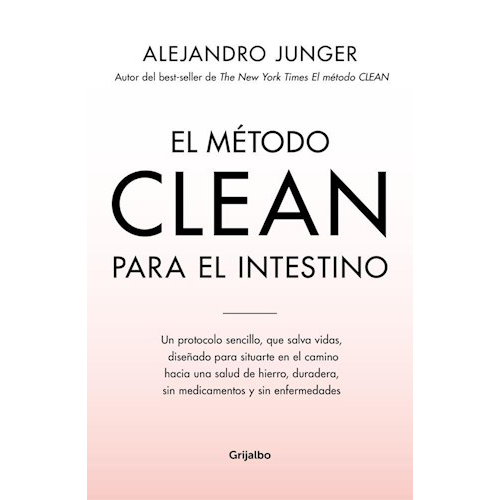 ALEJANDRO JUNGER
Autor del best-seller de The New York Times El método CLEAN
EL MÉTODO
CLEAN
PARA EL INTESTINO
Un protocolo sencillo, que salva vidas,
diseñado para situarte en el camino
hacia una salud de hierro, duradera,
sin medicamentos y sin enfermedades
Grijalbo